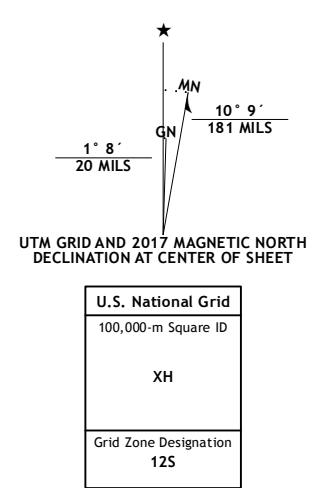 ★
MN
10° 9´
181 MILS
GN
1° 8´
20 MILS
UTM GRID AND 2017 MAGNETIC NORTH
DECLINATION AT CENTER OF SHEET
U.S. National Grid
100,000-m Square ID
XH
Grid Zone Designation
12S